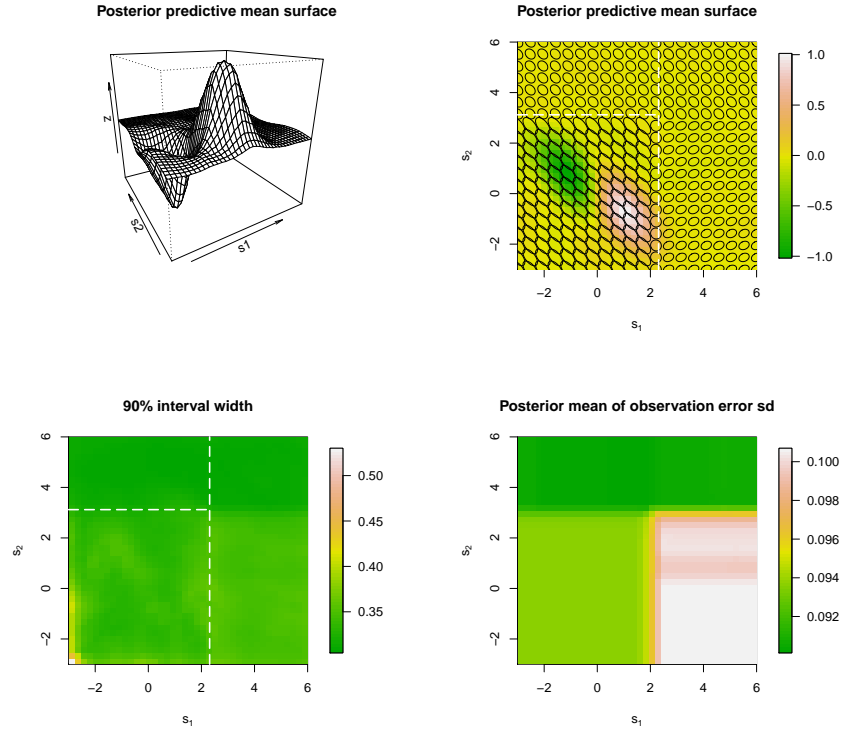 Posterior predictive mean surface
z
s2
s1
Posterior predictive mean surface
s2
6
4
2
0
−2
−2 0 2 4 6
s1
1.0
0.5
0.0
−0.5
−1.0
90% interval width
s2
6
4
2
0
−2
−2 0 2 4 6
s1
0.50
0.45
0.40
0.35
Posterior mean of observation error sd
s2
6
4
2
0
−2
−2 0 2 4 6
s1
0.100
0.098
0.096
0.094
0.092